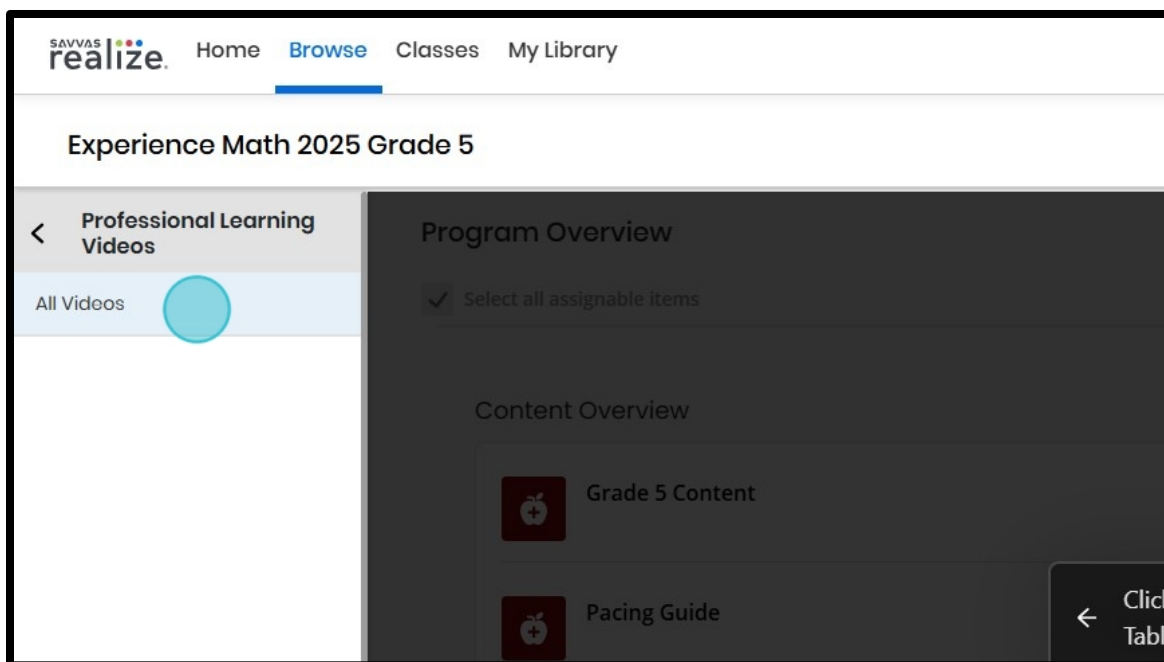 SAVVAS
realize.
Home Browse Classes My Library
Experience Math 2025 Grade 5
Professional Learning
Videos
All Videos
Program Overview
Select all assignable items
Content Overview
Grade 5 Content
Pacing Guide